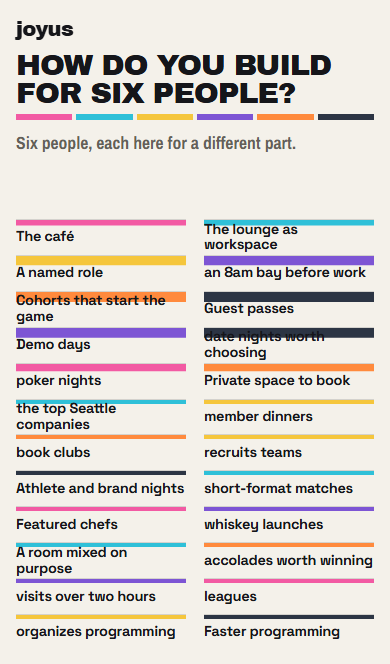 joyus
HOW DO YOU BUILD
FOR SIX PEOPLE?
Six people, each here for a different part.
The café
The lounge as
workspace
A named role
an 8am bay before work
Cohorts that start the
game
Guest passes
Demo days
date nights worth
choosing
poker nights
Private space to book
the top Seattle
companies
member dinners
book clubs
recruits teams
Athlete and brand nights
short-format matches
Featured chefs
whiskey launches
A room mixed on
purpose
accolades worth winning
visits over two hours
leagues
organizes programming
Faster programming